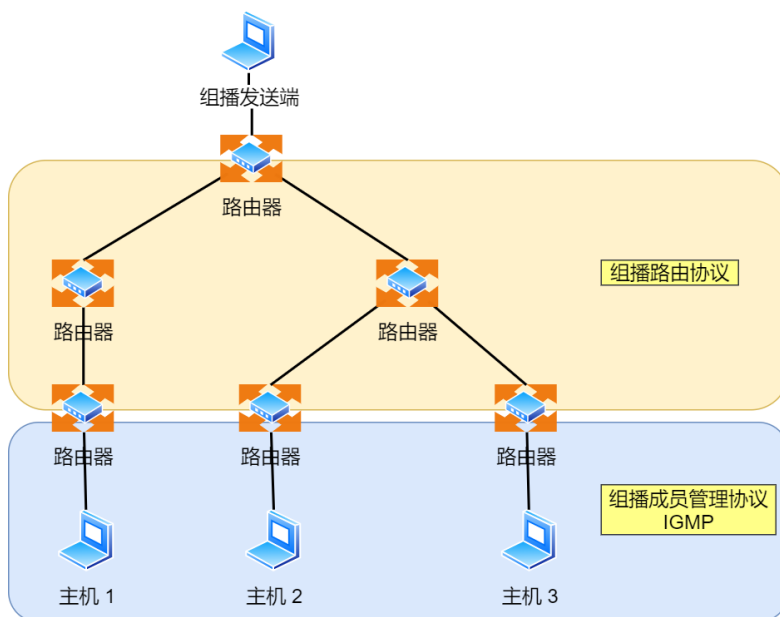 组播发送端
路由器
组播路由协议
路由器
路由器
路由器
路由器
路由器
组播成员管理协议
IGMP
主机 1
主机 2
主机 3